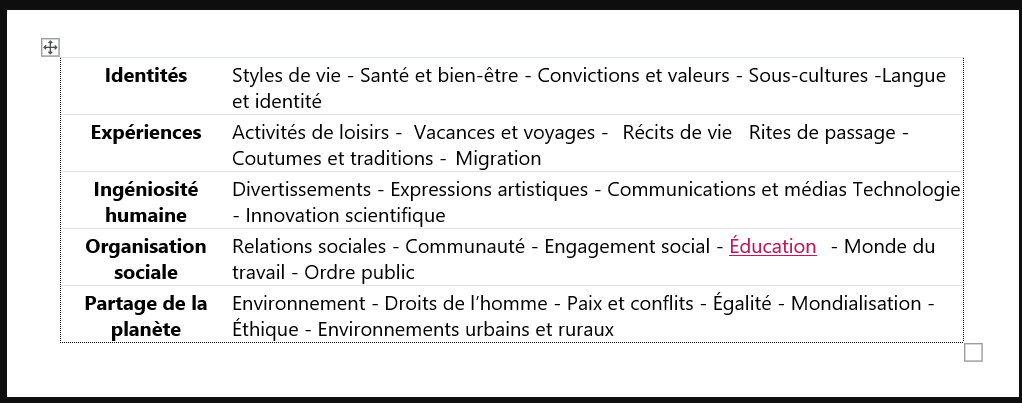 Identités
Styles de vie - Santé et bien-être - Convictions et valeurs - Sous-cultures -Langue
et identité
Expériences
Activités de loisirs -  Vacances et voyages -  Récits de vie  Rites de passage -
Coutumes et traditions - Migration
Ingéniosité
humaine
Divertissements - Expressions artistiques - Communications et médias Technologie
- Innovation scientifique
Organisation
sociale
Relations sociales - Communauté - Engagement social - Éducation  - Monde du
travail - Ordre public
Partage de la
planète
Environnement - Droits de l’homme - Paix et conflits - Égalité - Mondialisation -
Éthique - Environnements urbains et ruraux